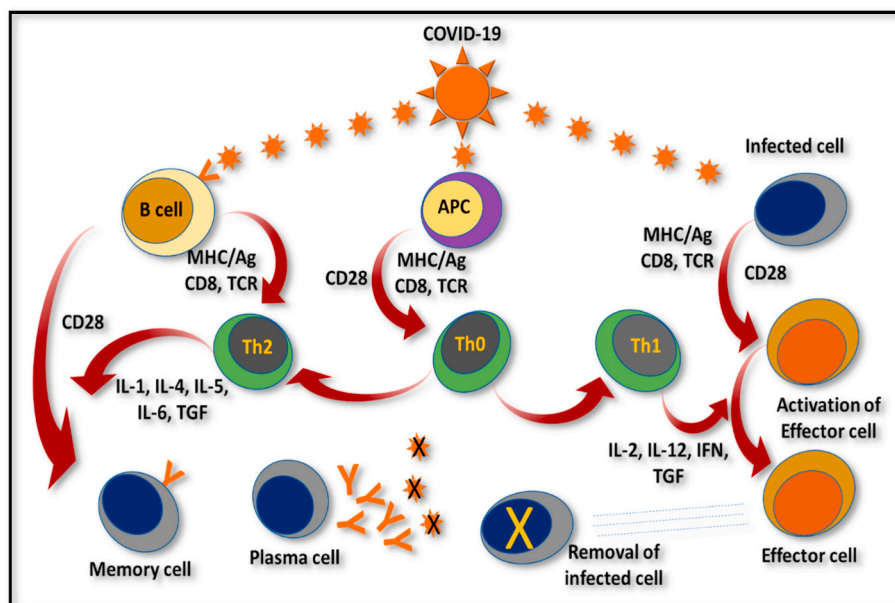 COVID-19
Infected cell
B cell
APC
MHC/Ag
CD8, TCR
CD28
MHC/Ag
CD8, TCR
MHC/Ag
CD8, TCR
CD28
CD28
Th2
Th0
Th1
IL-1, IL-4, IL-5,
IL-6, TGF
Activation of
Effector cell
IL-2, IL-12, IFN,
TGF
X
X
X
X
Memory cell
Plasma cell
Removal of
infected cell
Effector cell